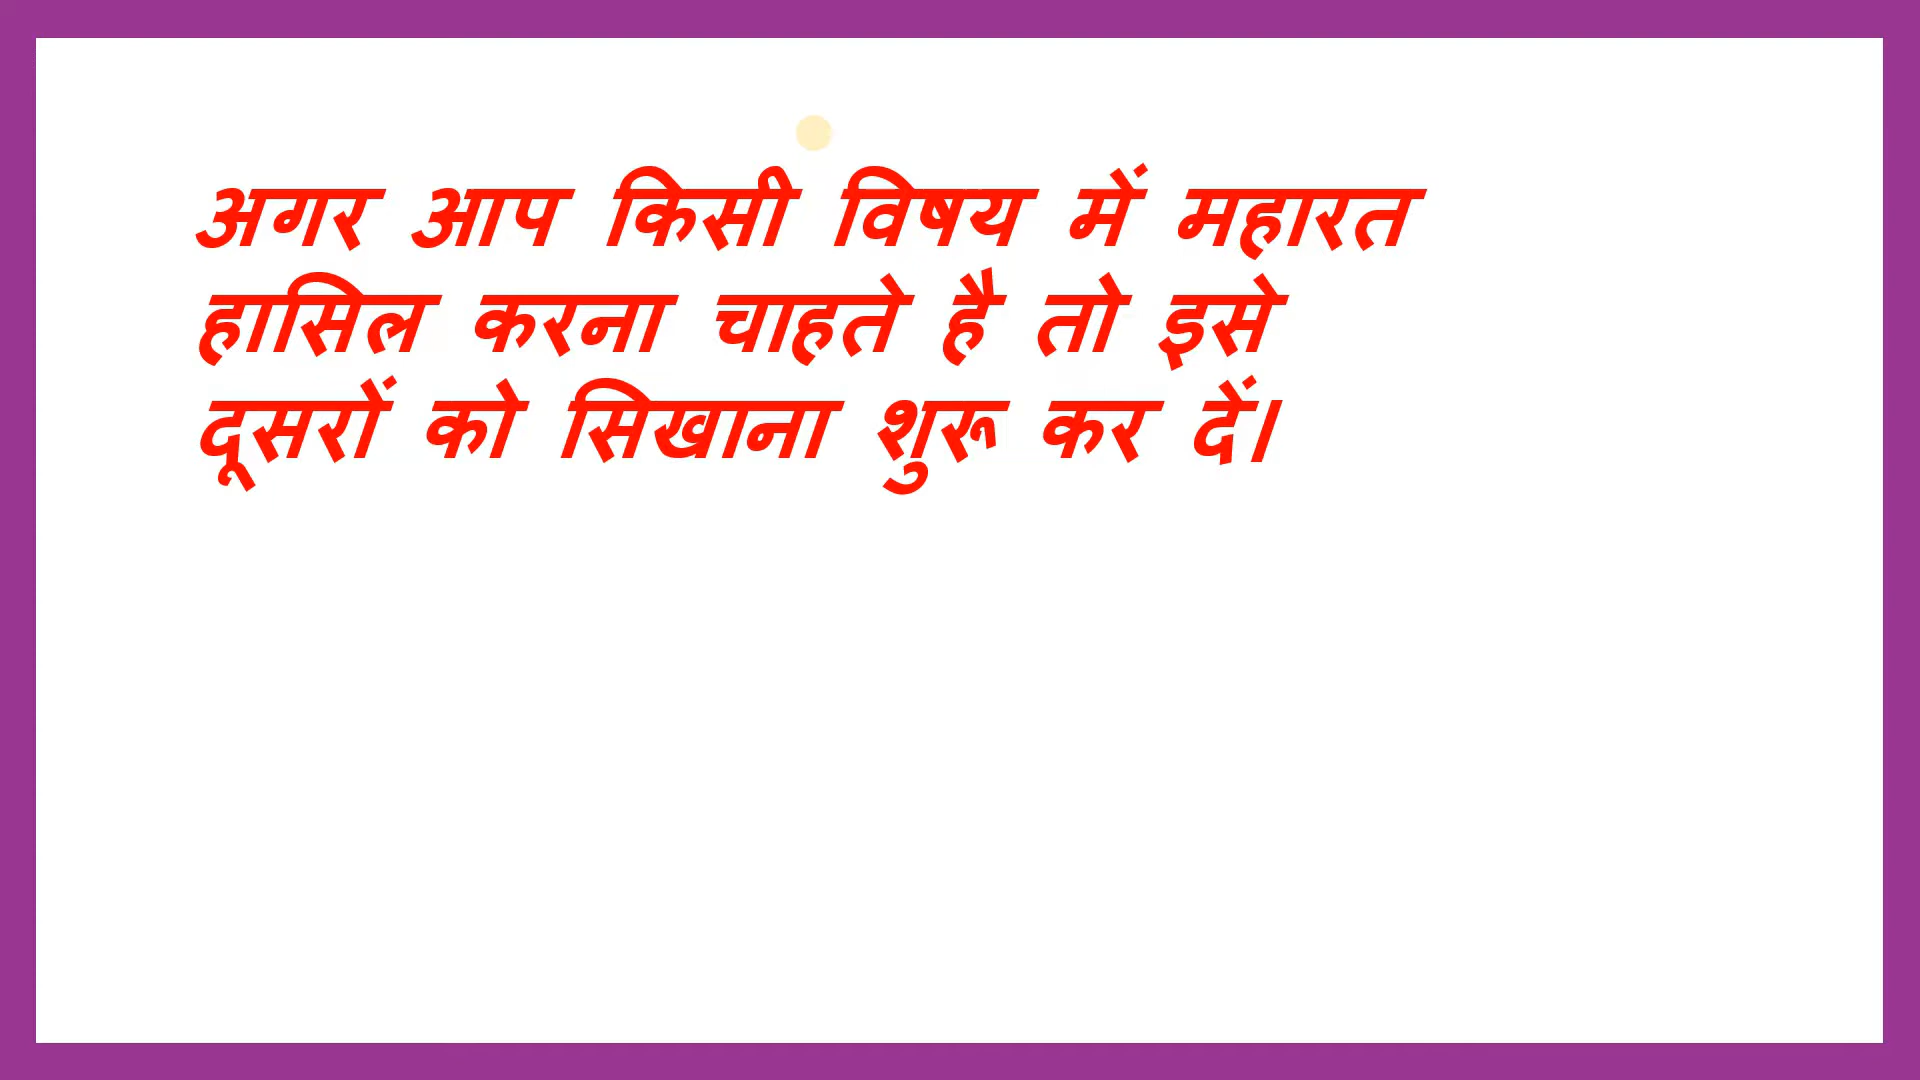 अगर आप किसी विषय में महारत
हासिल करना चाहते है तो इसे
दूसरों को सिखाना शुरू कर दें।